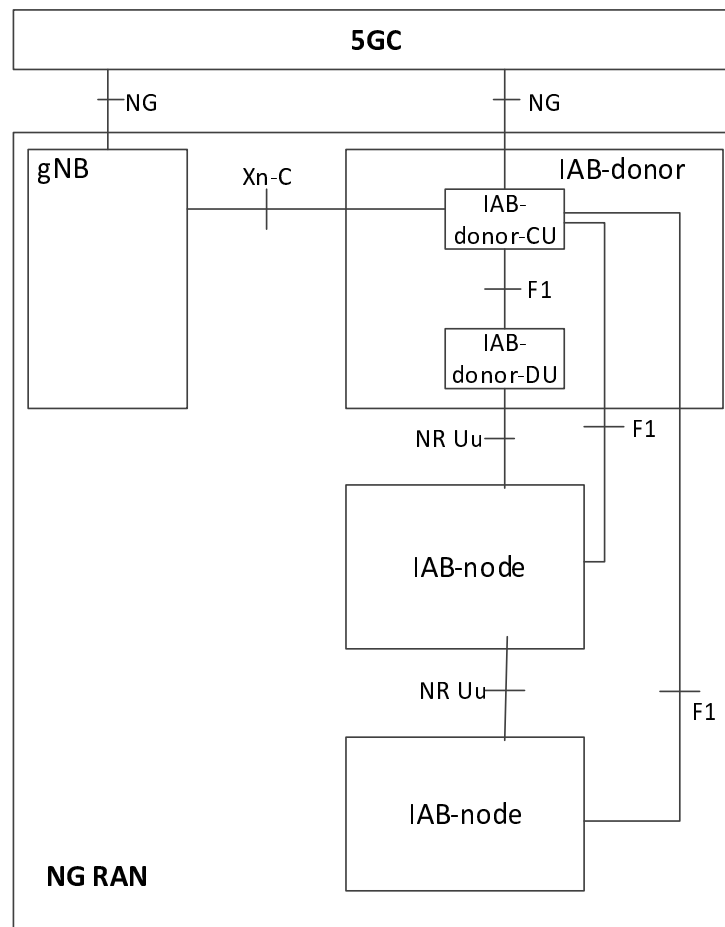 5GC
NG
NG
gNB
IAB-donor
Xn-C
IAB-
donor-CU
F1
IAB-
donor-DU
NR Uu
F1
IAB-node
NR Uu
F1
IAB-node
NG RAN